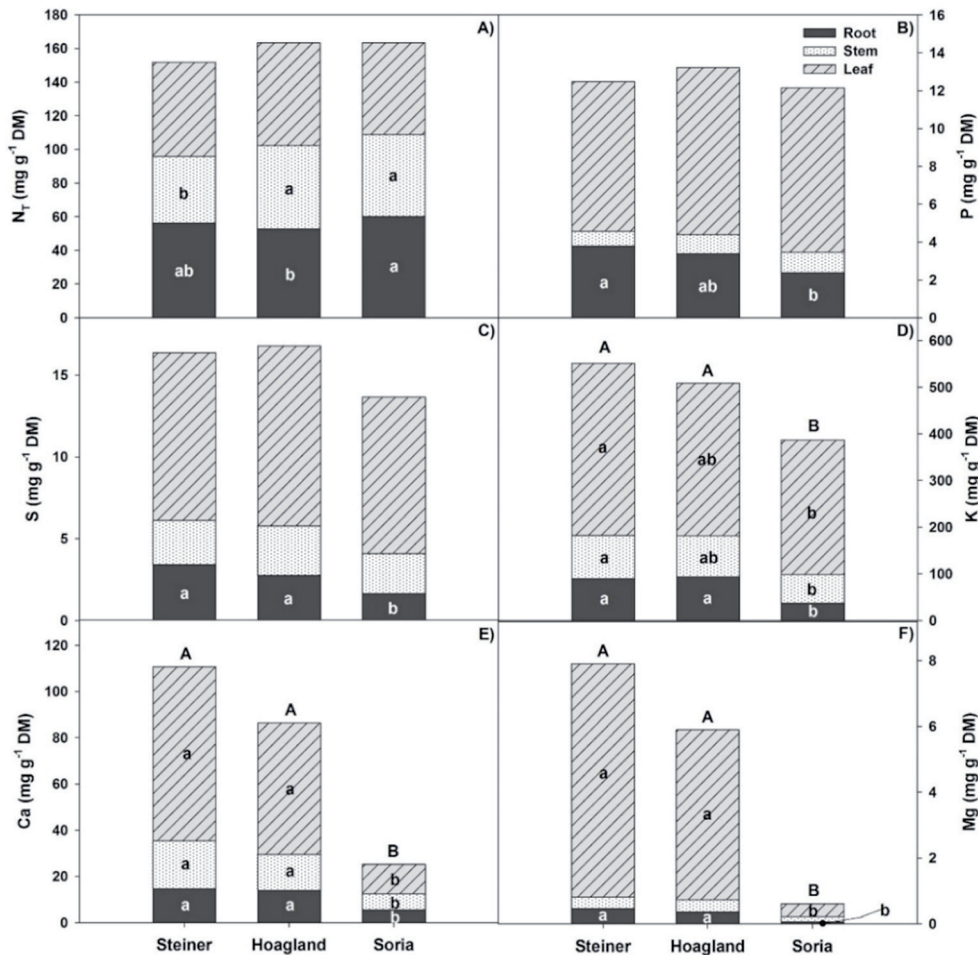 A)
180
160
140
120
100
80
60
40
20
0
N_T (mg g⁻¹ DM)
b
a
a
ab
b
a
B)
Root
Stem
Leaf
16
14
12
10
8
6
4
2
0
P (mg g⁻¹ DM)
a
ab
b
C)
15
10
5
0
S (mg g⁻¹ DM)
a
a
b
D)
600
500
400
300
200
100
0
K (mg g⁻¹ DM)
A
A
B
a
ab
b
a
ab
b
a
a
b
E)
120
100
80
60
40
20
0
Ca (mg g⁻¹ DM)
A
A
B
a
a
b
a
a
b
a
a
b
Steiner Hoagland Soria
F)
8
6
4
2
0
Mg (mg g⁻¹ DM)
A
A
B
a
a
b
a
a
b
Steiner Hoagland Soria